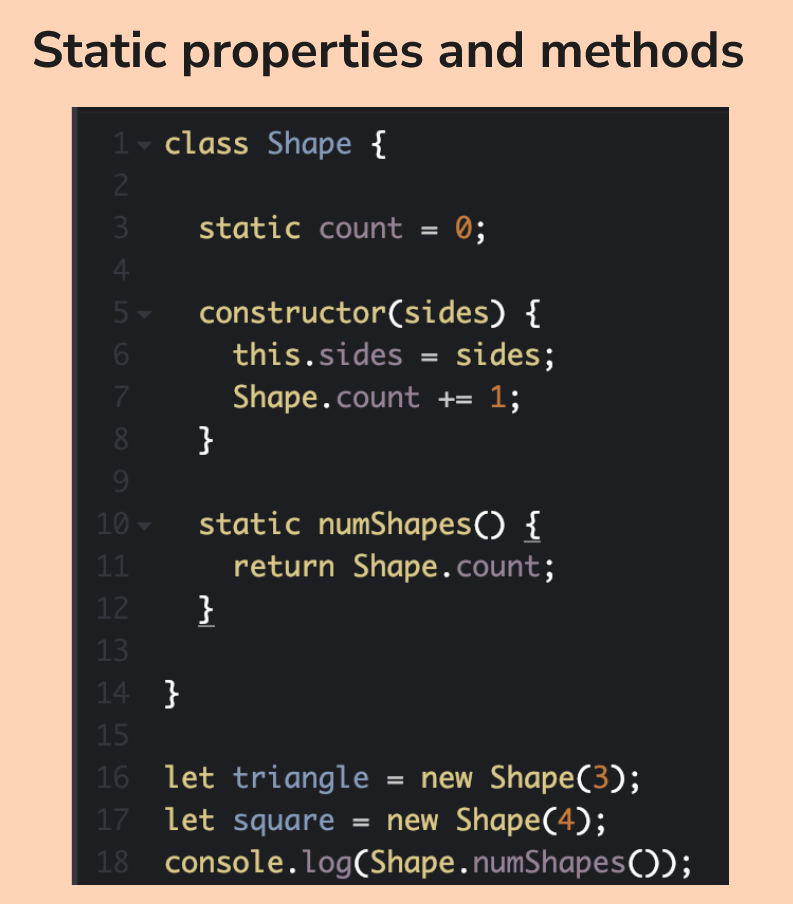 Static properties and methods
1 class Shape {
2
3 static count = 0;
4
5 constructor(sides) {
6 this.sides = sides;
7 Shape.count += 1;
8 }
9
10 static numShapes() {
11 return Shape.count;
12 }
13
14 }
15
16 let triangle = new Shape(3);
17 let square = new Shape(4);
18 console.log(Shape.numShapes());